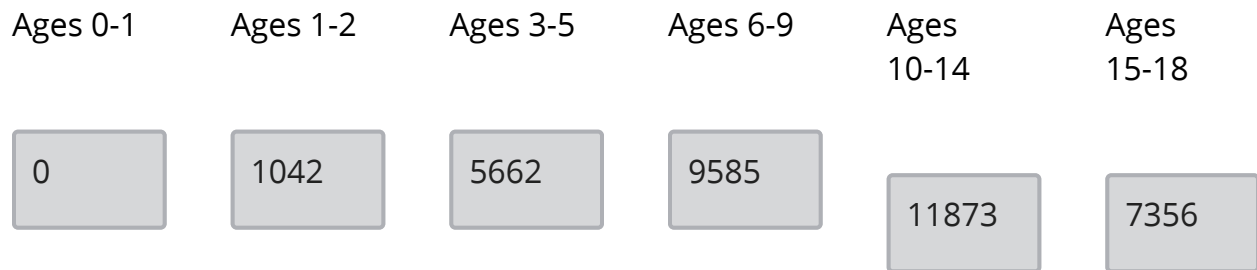 Ages 0-1
Ages 1-2
Ages 3-5
Ages 6-9
Ages
10-14
Ages
15-18
0
1042
5662
9585
11873
7356